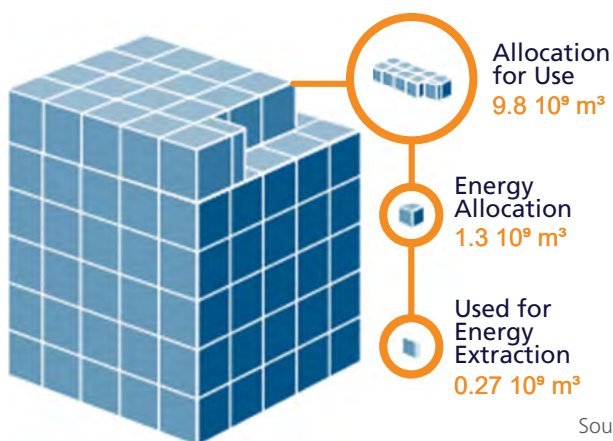 Allocation
for Use
9.8 10⁹ m³
Energy
Allocation
1.3 10⁹ m³
Used for
Energy
Extraction
0.27 10⁹ m³
Sou